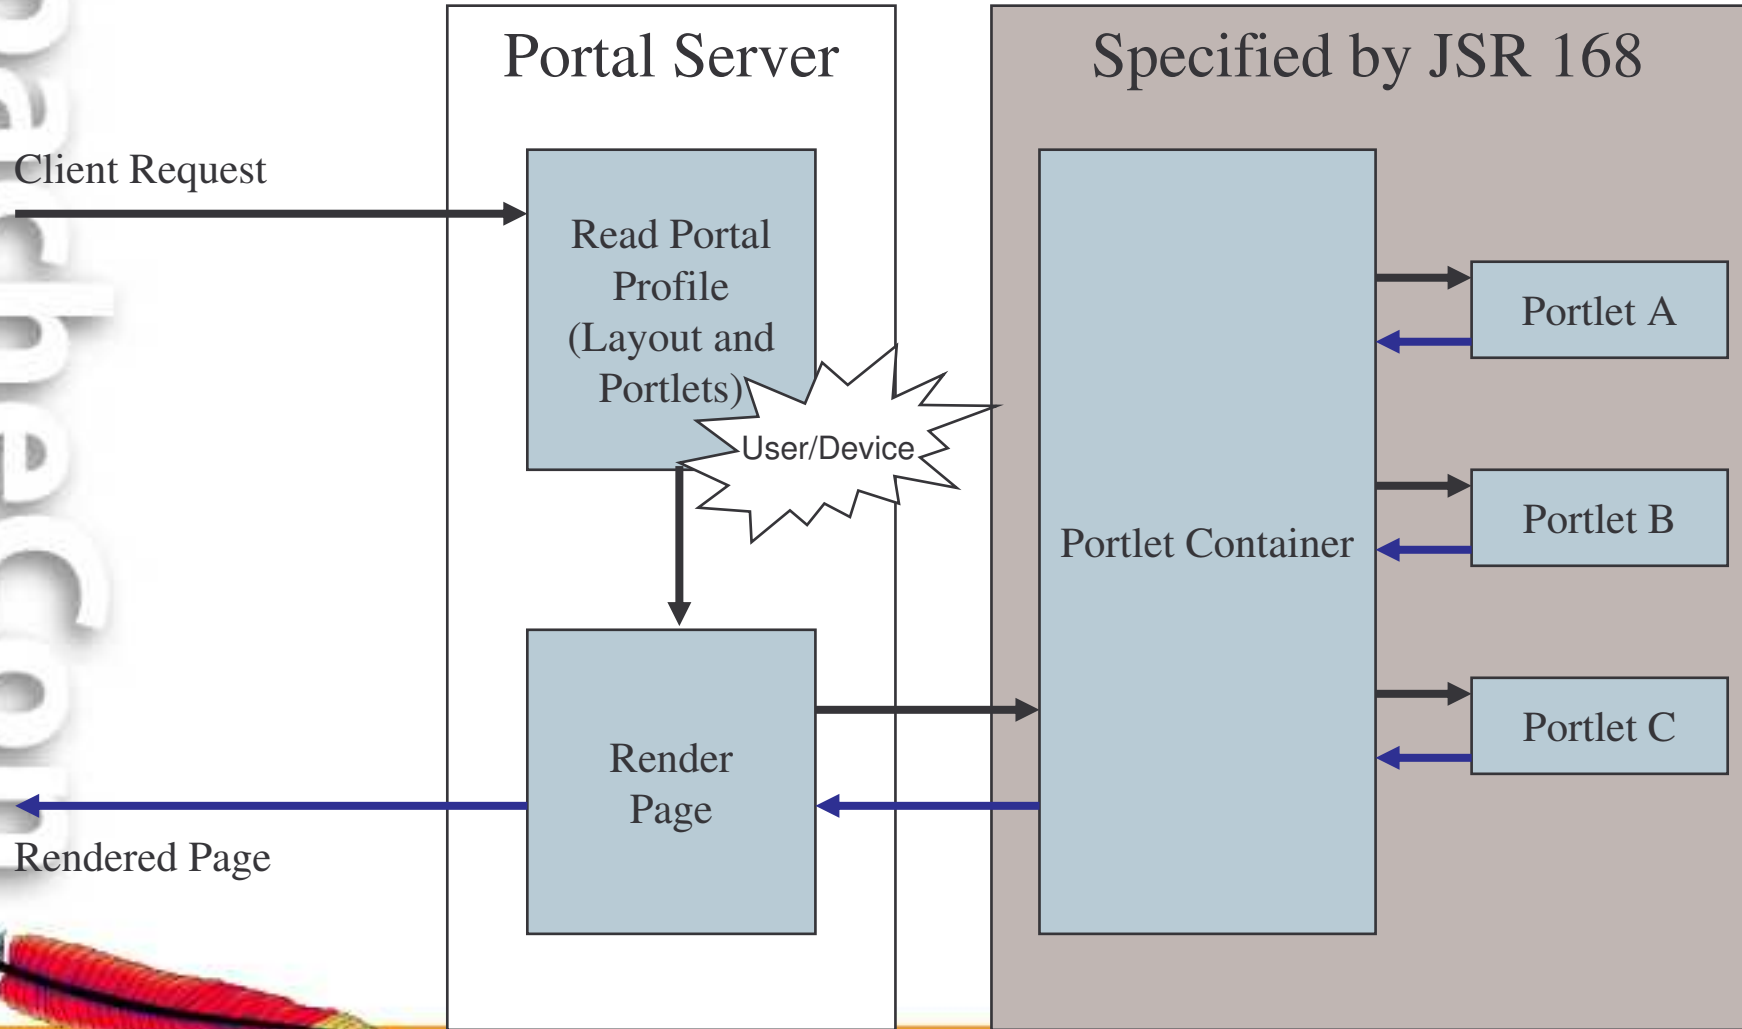 Portal Server
Specified by JSR 168
Client Request
Read Portal
Profile
(Layout and
Portlets)
User/Device
Portlet Container
Portlet A
Portlet B
Portlet C
Render
Page
Rendered Page
pacheCon